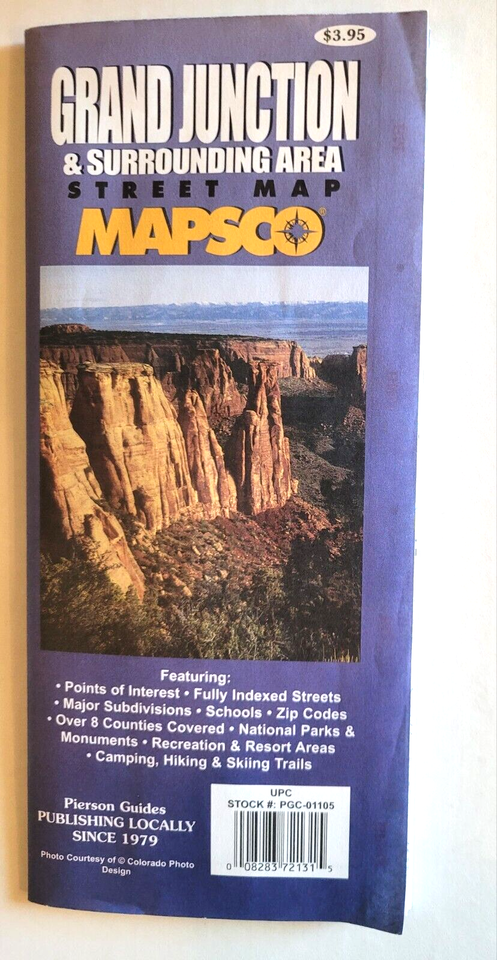 $3.95
GRAND JUNCTION
& SURROUNDING AREA
STREET MAP
MAPSCO®
Featuring:
• Points of Interest • Fully Indexed Streets
• Major Subdivisions • Schools • Zip Codes
• Over 8 Counties Covered • National Parks &
Monuments • Recreation & Resort Areas
• Camping, Hiking & Skiing Trails
Pierson Guides
PUBLISHING LOCALLY
SINCE 1979
Photo Courtesy of © Colorado Photo
Design
UPC
STOCK #: PGC-01105
0 08283 72131 5